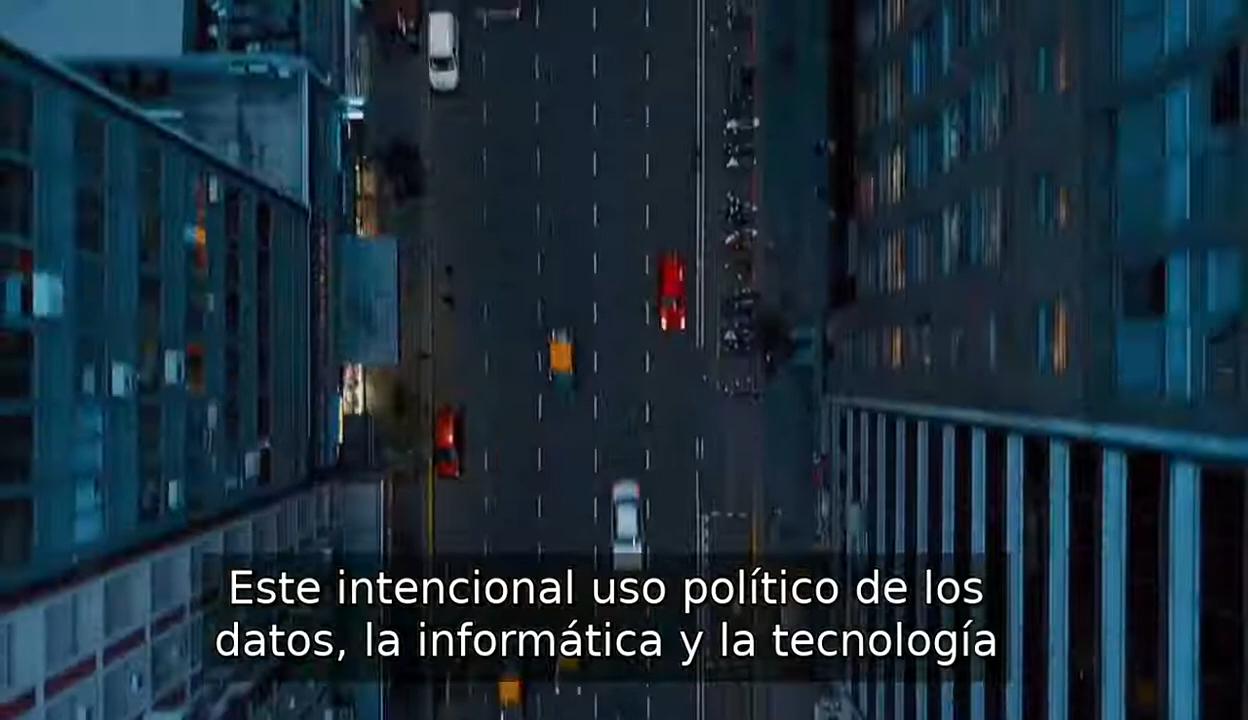 Este intencional uso político de los
datos, la informática y la tecnología